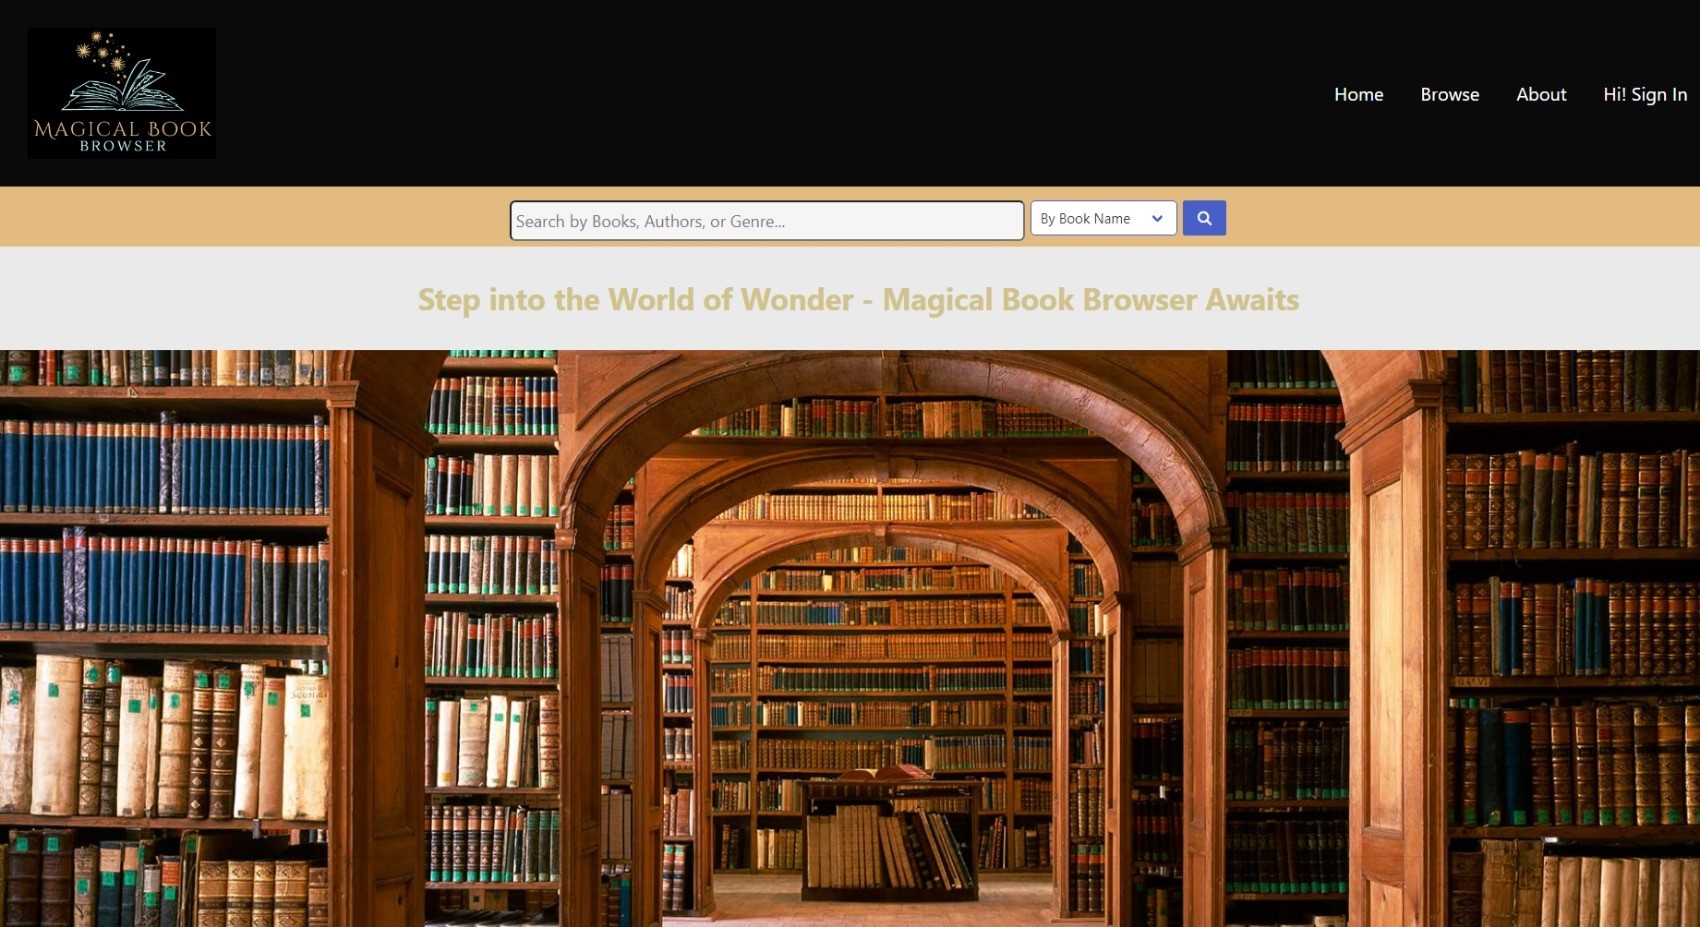 MAGICAL BOOK
BROWSER
Home Browse About Hi! Sign In
Search by Books, Authors, or Genre...
By Book Name
Step into the World of Wonder - Magical Book Browser Awaits